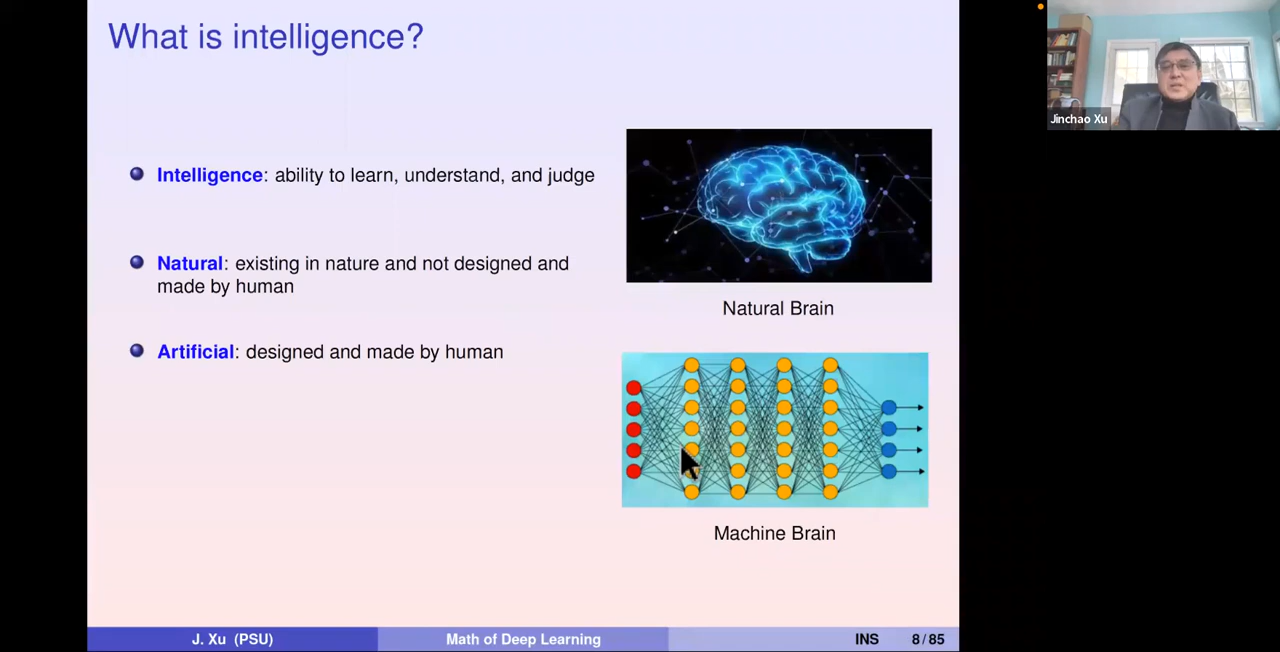 What is intelligence?
Intelligence: ability to learn, understand, and judge
Natural: existing in nature and not designed and
made by human
Artificial: designed and made by human
Natural Brain
Machine Brain
J. Xu (PSU)
Math of Deep Learning
INS
8 / 85
Jinchao Xu